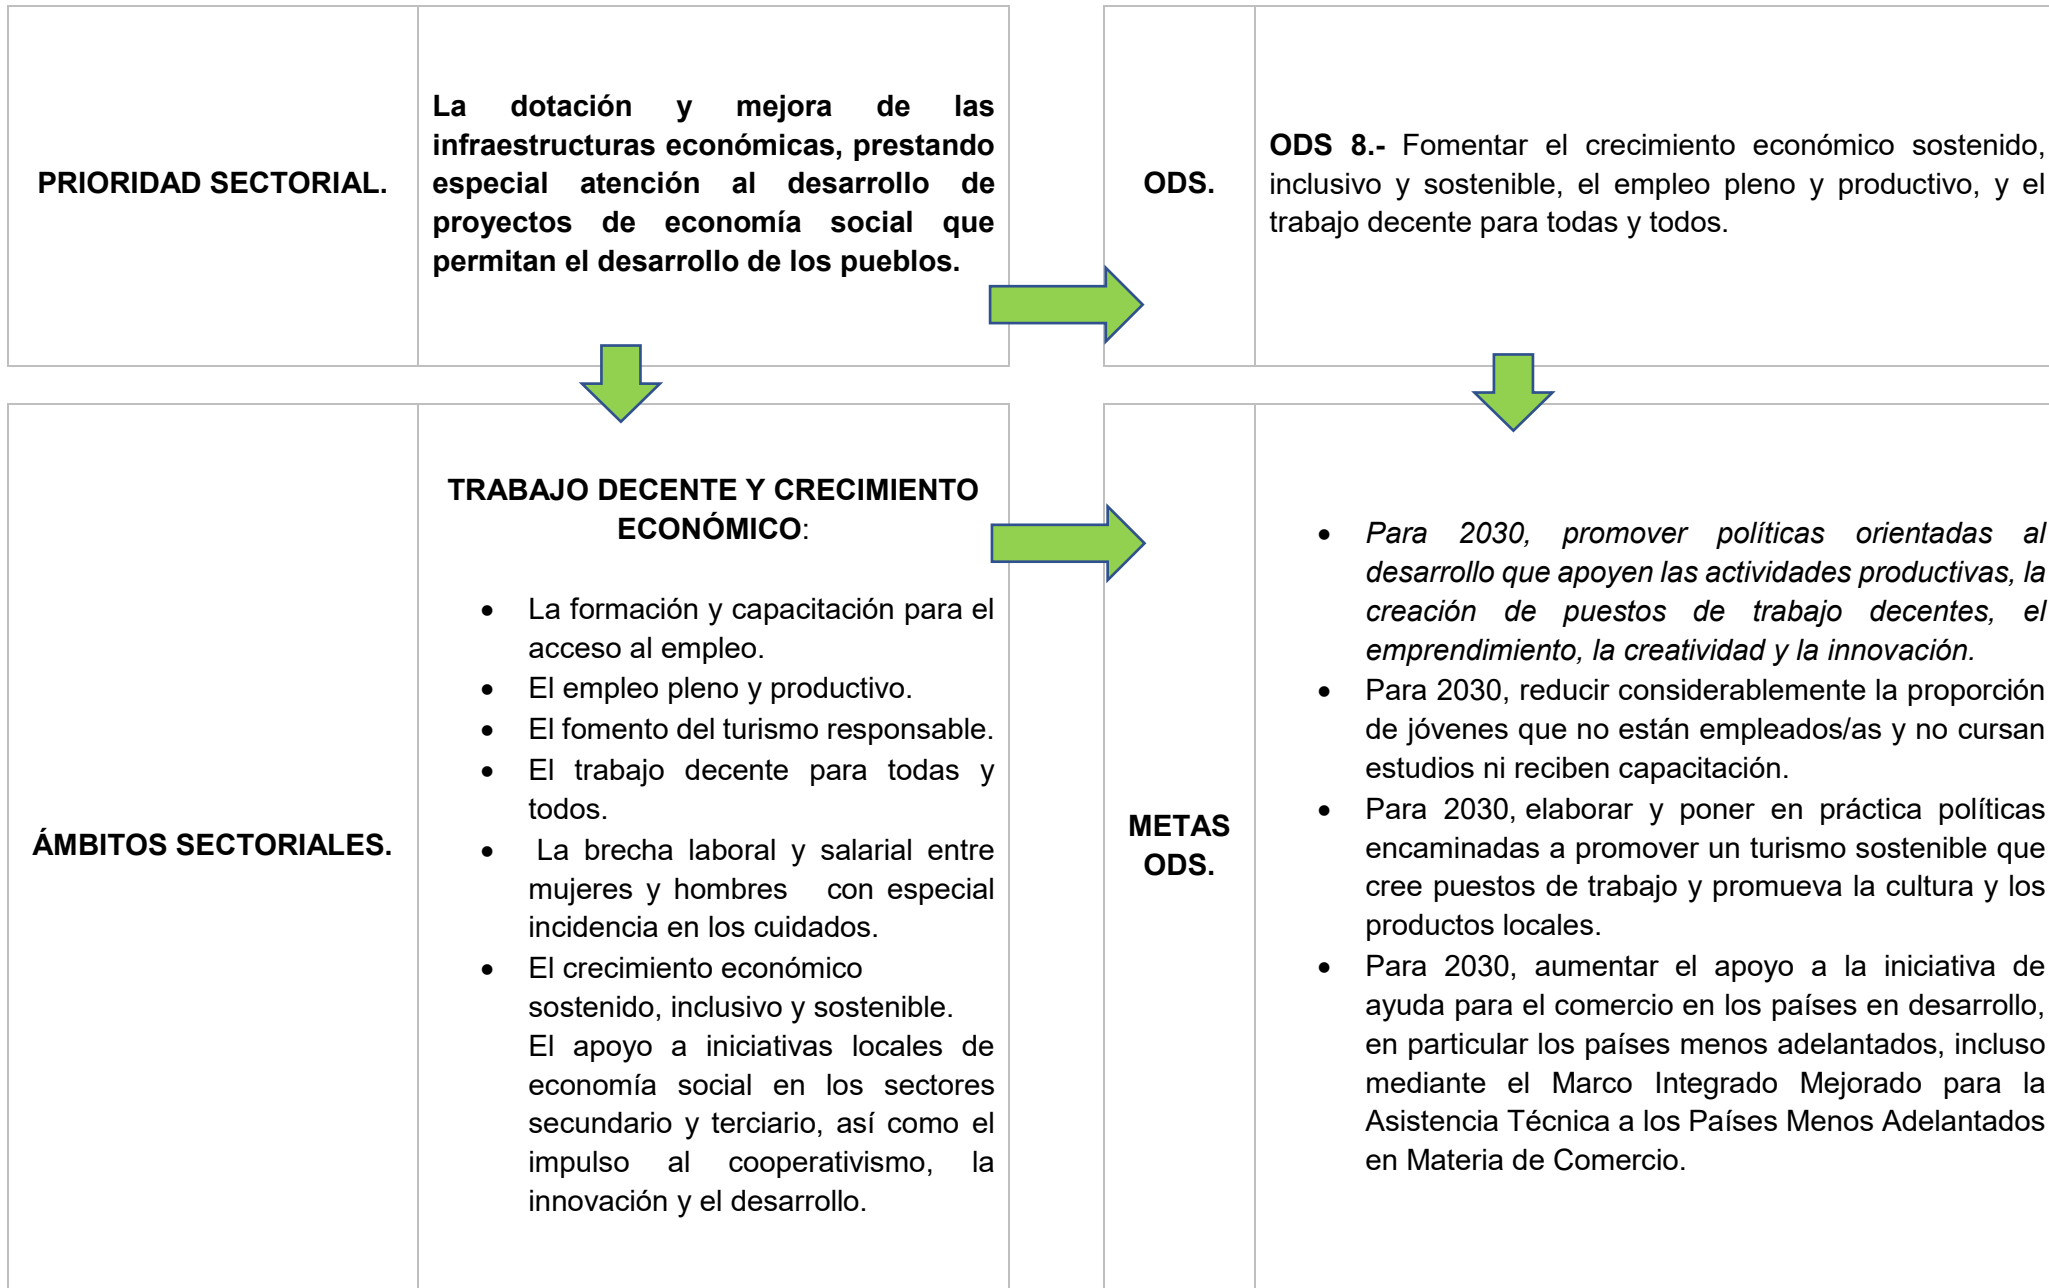 PRIORIDAD SECTORIAL.
La dotación y mejora de las
infraestructuras económicas, prestando
especial atención al desarrollo de
proyectos de economía social que
permitan el desarrollo de los pueblos.
ODS.
ODS 8.- Fomentar el crecimiento económico sostenido,
inclusivo y sostenible, el empleo pleno y productivo, y el
trabajo decente para todas y todos.
ÁMBITOS SECTORIALES.
TRABAJO DECENTE Y CRECIMIENTO
ECONÓMICO:
• La formación y capacitación para el
acceso al empleo.
• El empleo pleno y productivo.
• El fomento del turismo responsable.
• El trabajo decente para todas y
todos.
• La brecha laboral y salarial entre
mujeres y hombres con especial
incidencia en los cuidados.
• El crecimiento económico
sostenido, inclusivo y sostenible.
El apoyo a iniciativas locales de
economía social en los sectores
secundario y terciario, así como el
impulso al cooperativismo, la
innovación y el desarrollo.
METAS
ODS.
• Para 2030, promover políticas orientadas al
desarrollo que apoyen las actividades productivas, la
creación de puestos de trabajo decentes, el
emprendimiento, la creatividad y la innovación.
• Para 2030, reducir considerablemente la proporción
de jóvenes que no están empleados/as y no cursan
estudios ni reciben capacitación.
• Para 2030, elaborar y poner en práctica políticas
encaminadas a promover un turismo sostenible que
cree puestos de trabajo y promueva la cultura y los
productos locales.
• Para 2030, aumentar el apoyo a la iniciativa de
ayuda para el comercio en los países en desarrollo,
en particular los países menos adelantados, incluso
mediante el Marco Integrado Mejorado para la
Asistencia Técnica a los Países Menos Adelantados
en Materia de Comercio.